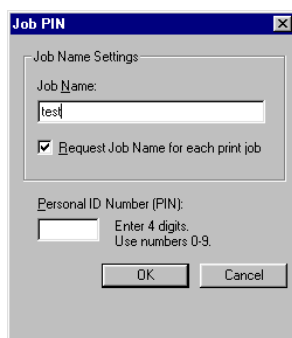 Job PIN
Job Name Settings
Job Name:
test
Request Job Name for each print job
Personal ID Number (PIN):
Enter 4 digits.
Use numbers 0-9.
OK
Cancel